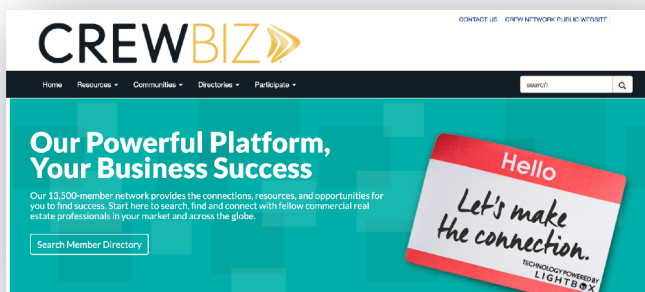 CONTACT US CREW NETWORK PUBLIC WEBSITE
CREWBIZ
Home Resources Communities Directories Participate
search
Our Powerful Platform,
Your Business Success
Our 13,500-member network provides the connections, resources, and opportunities for
you to find success. Start here to search, find and connect with fellow commercial real
estate professionals in your market and across the globe.
Search Member Directory
Hello
Let's make
the connection.
TECHNOLOGY POWERED BY
LIGHTBOX